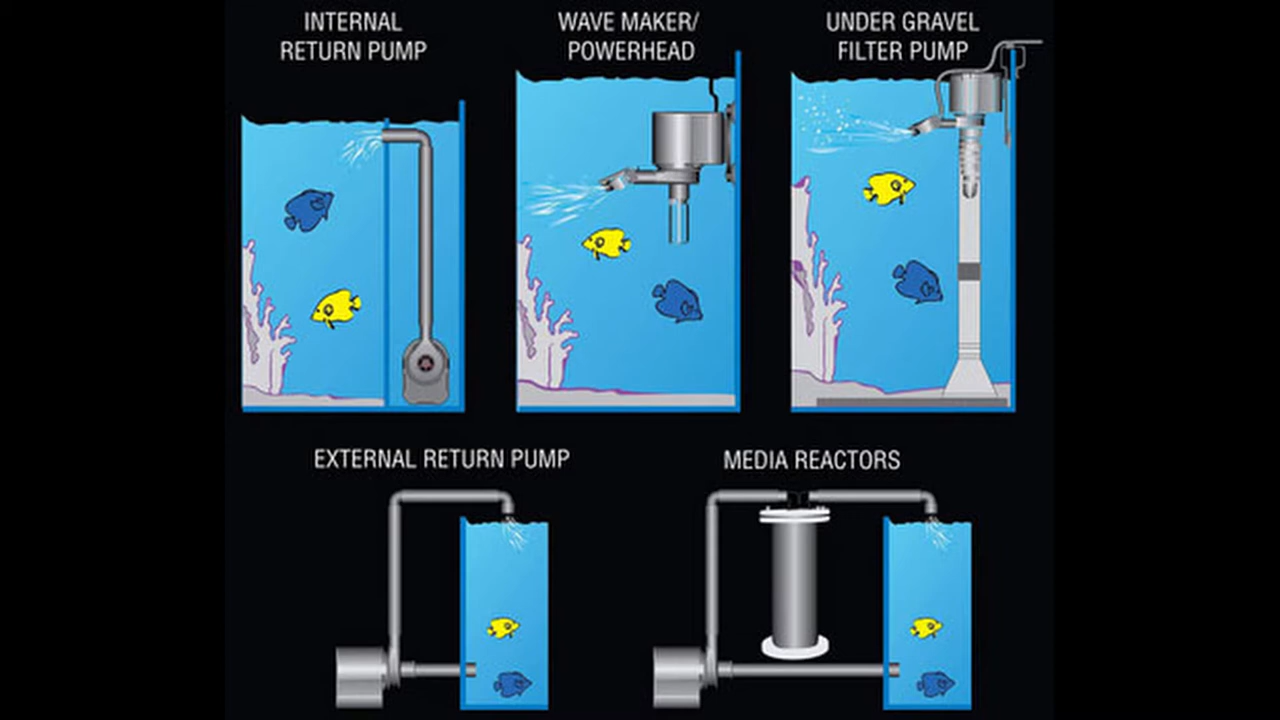 INTERNAL
RETURN PUMP
WAVE MAKER/
POWERHEAD
UNDER GRAVEL
FILTER PUMP
EXTERNAL RETURN PUMP
MEDIA REACTORS